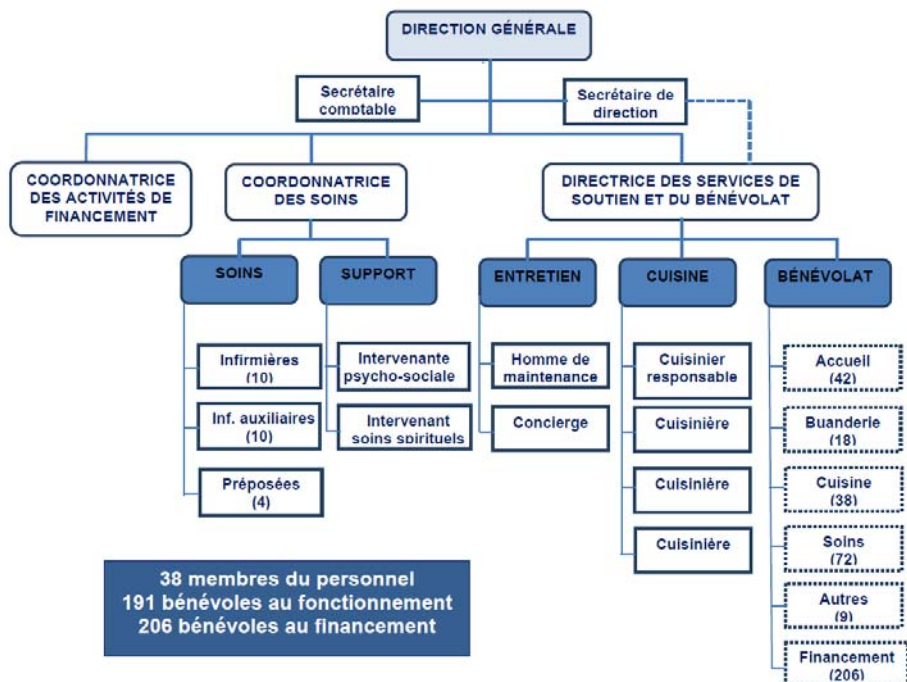 DIRECTION GÉNÉRALE
Secrétaire
comptable
Secrétaire de
direction
COORDONNATRICE
DES ACTIVITÉS DE
FINANCEMENT
COORDONNATRICE
DES SOINS
DIRECTRICE DES SERVICES DE
SOUTIEN ET DU BÉNÉVOLAT
SOINS
SUPPORT
ENTRETIEN
CUISINE
BÉNÉVOLAT
Infirmières
(10)
Inf. auxiliaires
(10)
Préposées
(4)
Intervenante
psycho-sociale
Intervenant
soins spirituels
Homme de
maintenance
Concierge
Cuisinier
responsable
Cuisinière
Cuisinière
Cuisinière
Accueil
(42)
Buanderie
(18)
Cuisine
(38)
Soins
(72)
Autres
(9)
Financement
(206)
38 membres du personnel
191 bénévoles au fonctionnement
206 bénévoles au financement